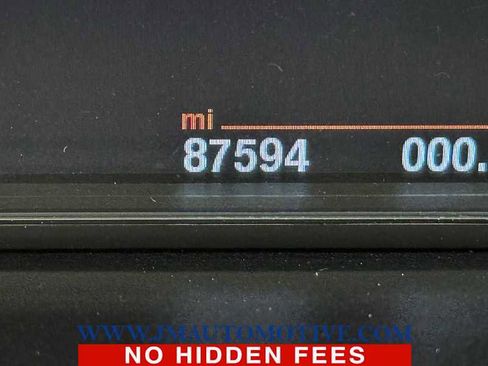 mi
87594 000.
WWW.JMAUTOMOTIVE.COM
NO HIDDEN FEES